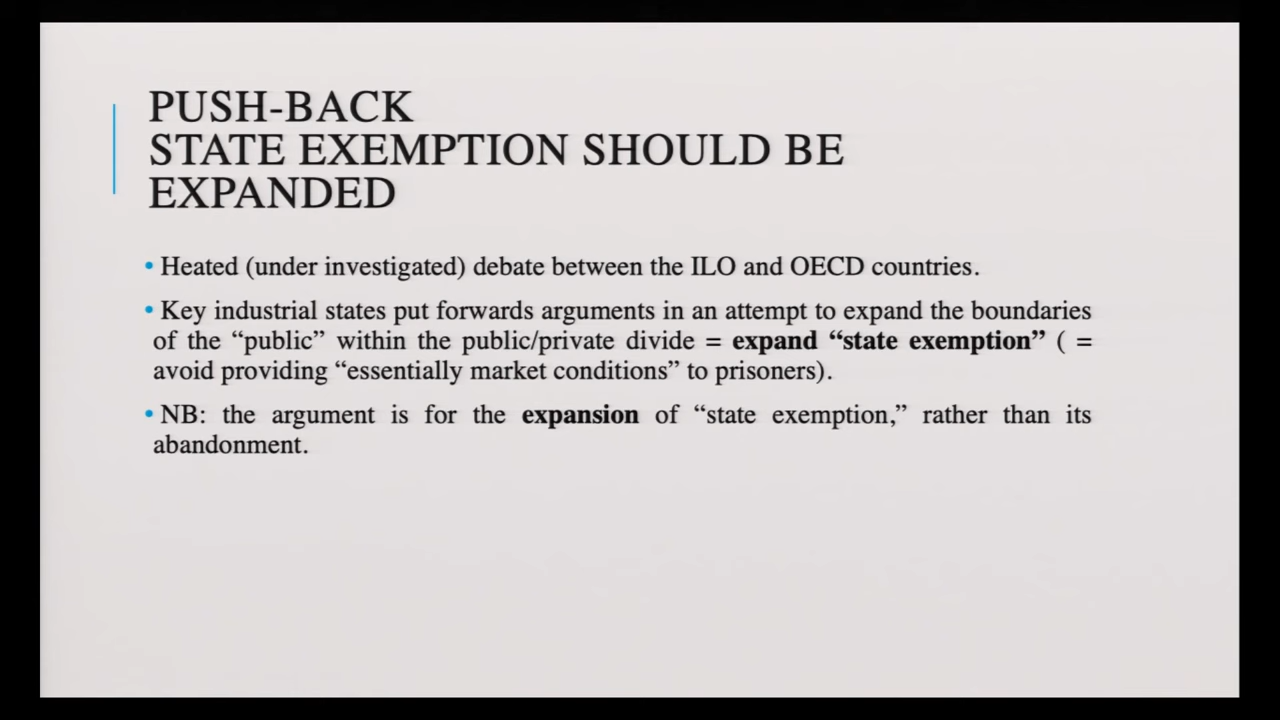 PUSH-BACK
STATE EXEMPTION SHOULD BE
EXPANDED
• Heated (under investigated) debate between the ILO and OECD countries.
• Key industrial states put forwards arguments in an attempt to expand the boundaries
of the “public” within the public/private divide = expand “state exemption” ( =
avoid providing “essentially market conditions” to prisoners).
• NB: the argument is for the expansion of “state exemption,” rather than its
abandonment.